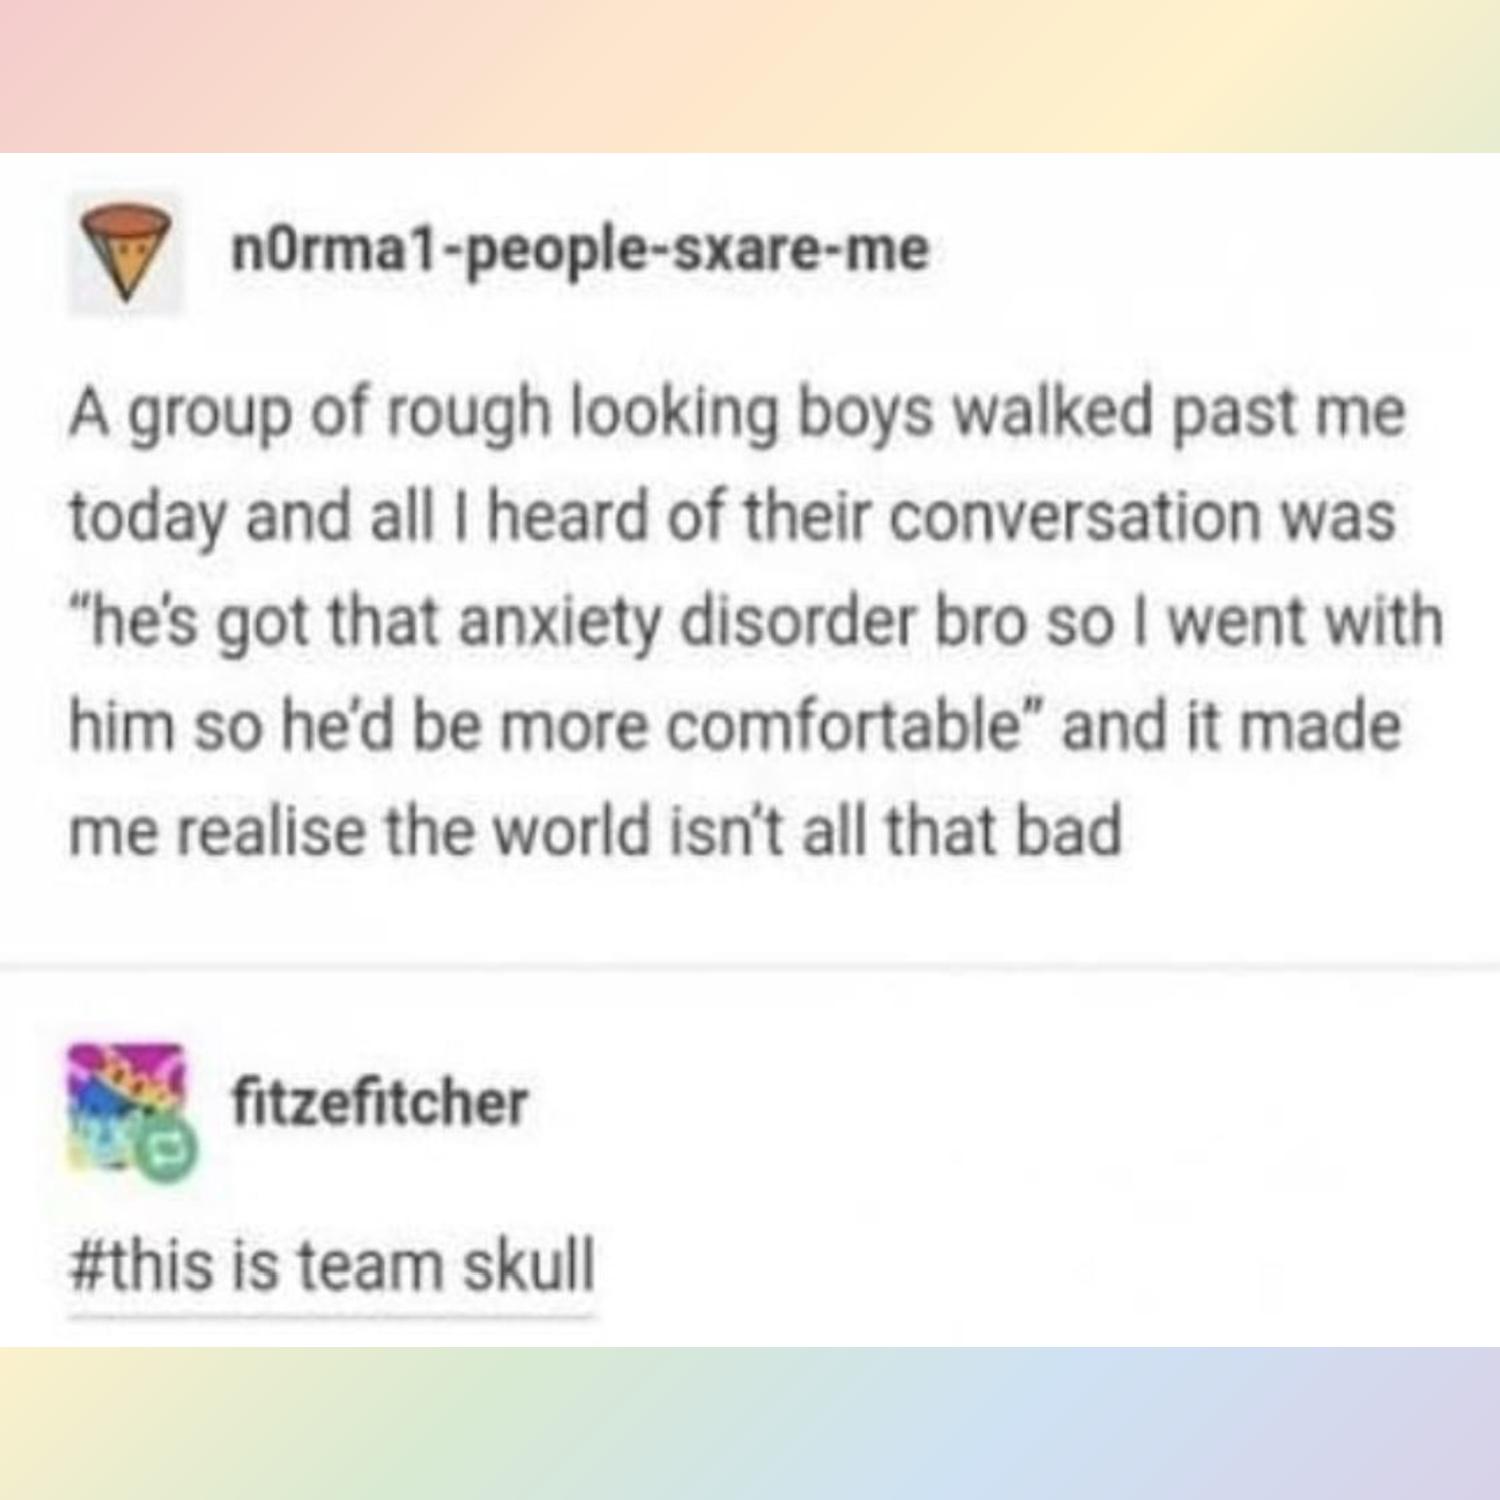 n0rma1-people-sxare-me
A group of rough looking boys walked past me
today and all I heard of their conversation was
“he’s got that anxiety disorder bro so I went with
him so he’d be more comfortable” and it made
me realise the world isn’t all that bad
fitzefitcher
#this is team skull